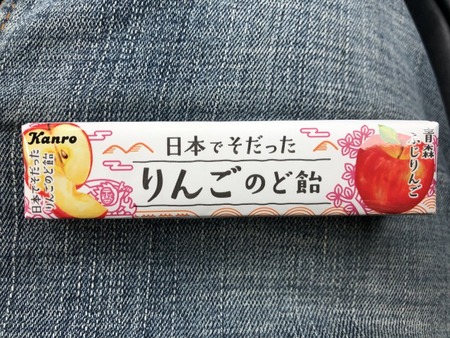 Kanro
日本でそだった
りんごのど飴
日本でそだった
りんごのど飴
青森
ふじりんご